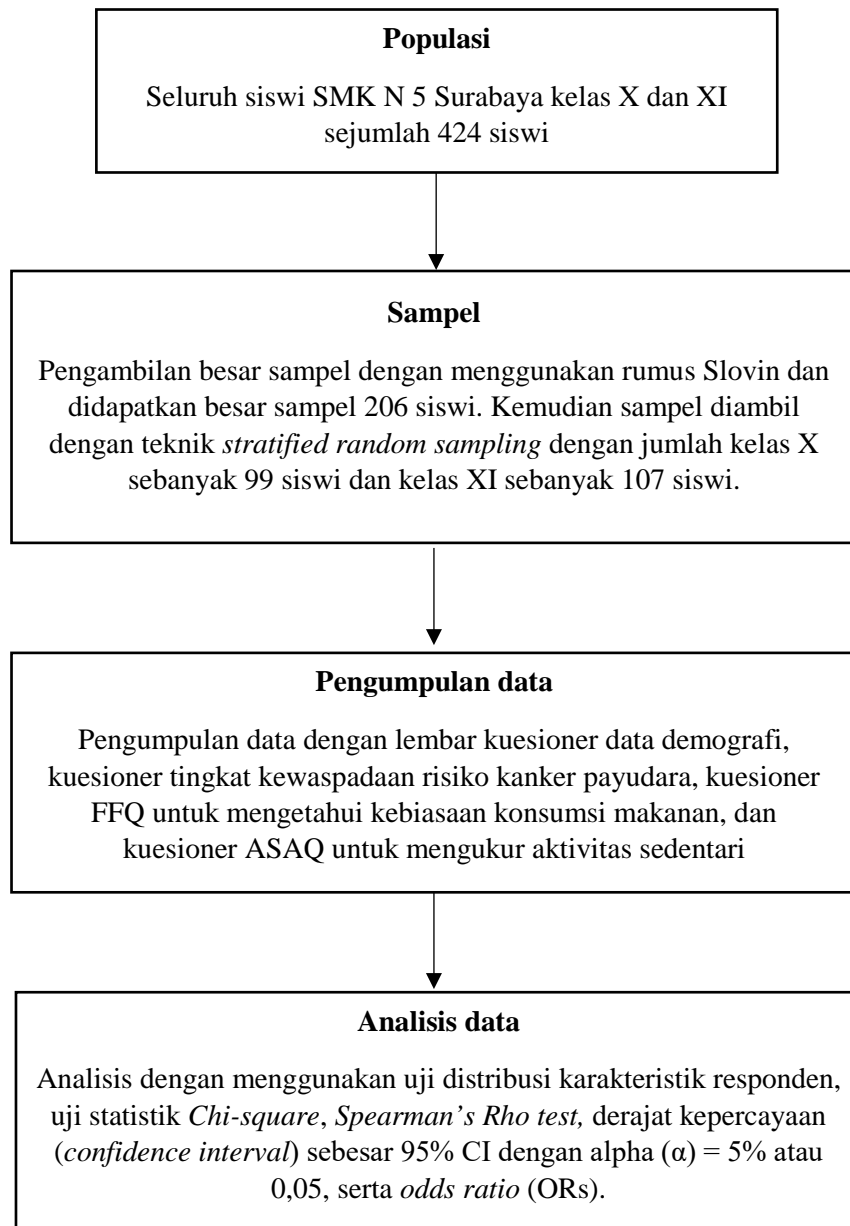 Populasi
Seluruh siswi SMK N 5 Surabaya kelas X dan XI
sejumlah 424 siswi
Sampel
Pengambilan besar sampel dengan menggunakan rumus Slovin dan
didapatkan besar sampel 206 siswi. Kemudian sampel diambil
dengan teknik stratified random sampling dengan jumlah kelas X
sebanyak 99 siswi dan kelas XI sebanyak 107 siswi.
Pengumpulan data
Pengumpulan data dengan lembar kuesioner data demografi,
kuesioner tingkat kewaspadaan risiko kanker payudara, kuesioner
FFQ untuk mengetahui kebiasaan konsumsi makanan, dan
kuesioner ASAQ untuk mengukur aktivitas sedentari
Analisis data
Analisis dengan menggunakan uji distribusi karakteristik responden,
uji statistik Chi-square, Spearman’s Rho test, derajat kepercayaan
(confidence interval) sebesar 95% CI dengan alpha (α) = 5% atau
0,05, serta odds ratio (ORs).